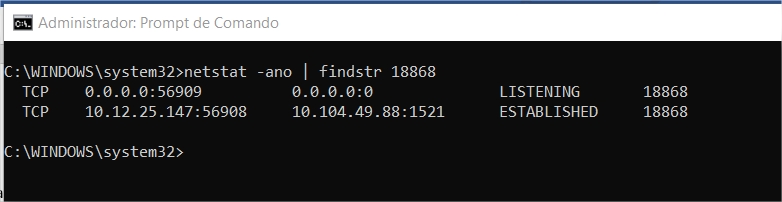 Administrador: Prompt de Comando
C:\WINDOWS\system32>netstat -ano | findstr 18868
  TCP    0.0.0.0:56909          0.0.0.0:0              LISTENING       18868
  TCP    10.12.25.147:56908     10.104.49.88:1521      ESTABLISHED     18868
C:\WINDOWS\system32>